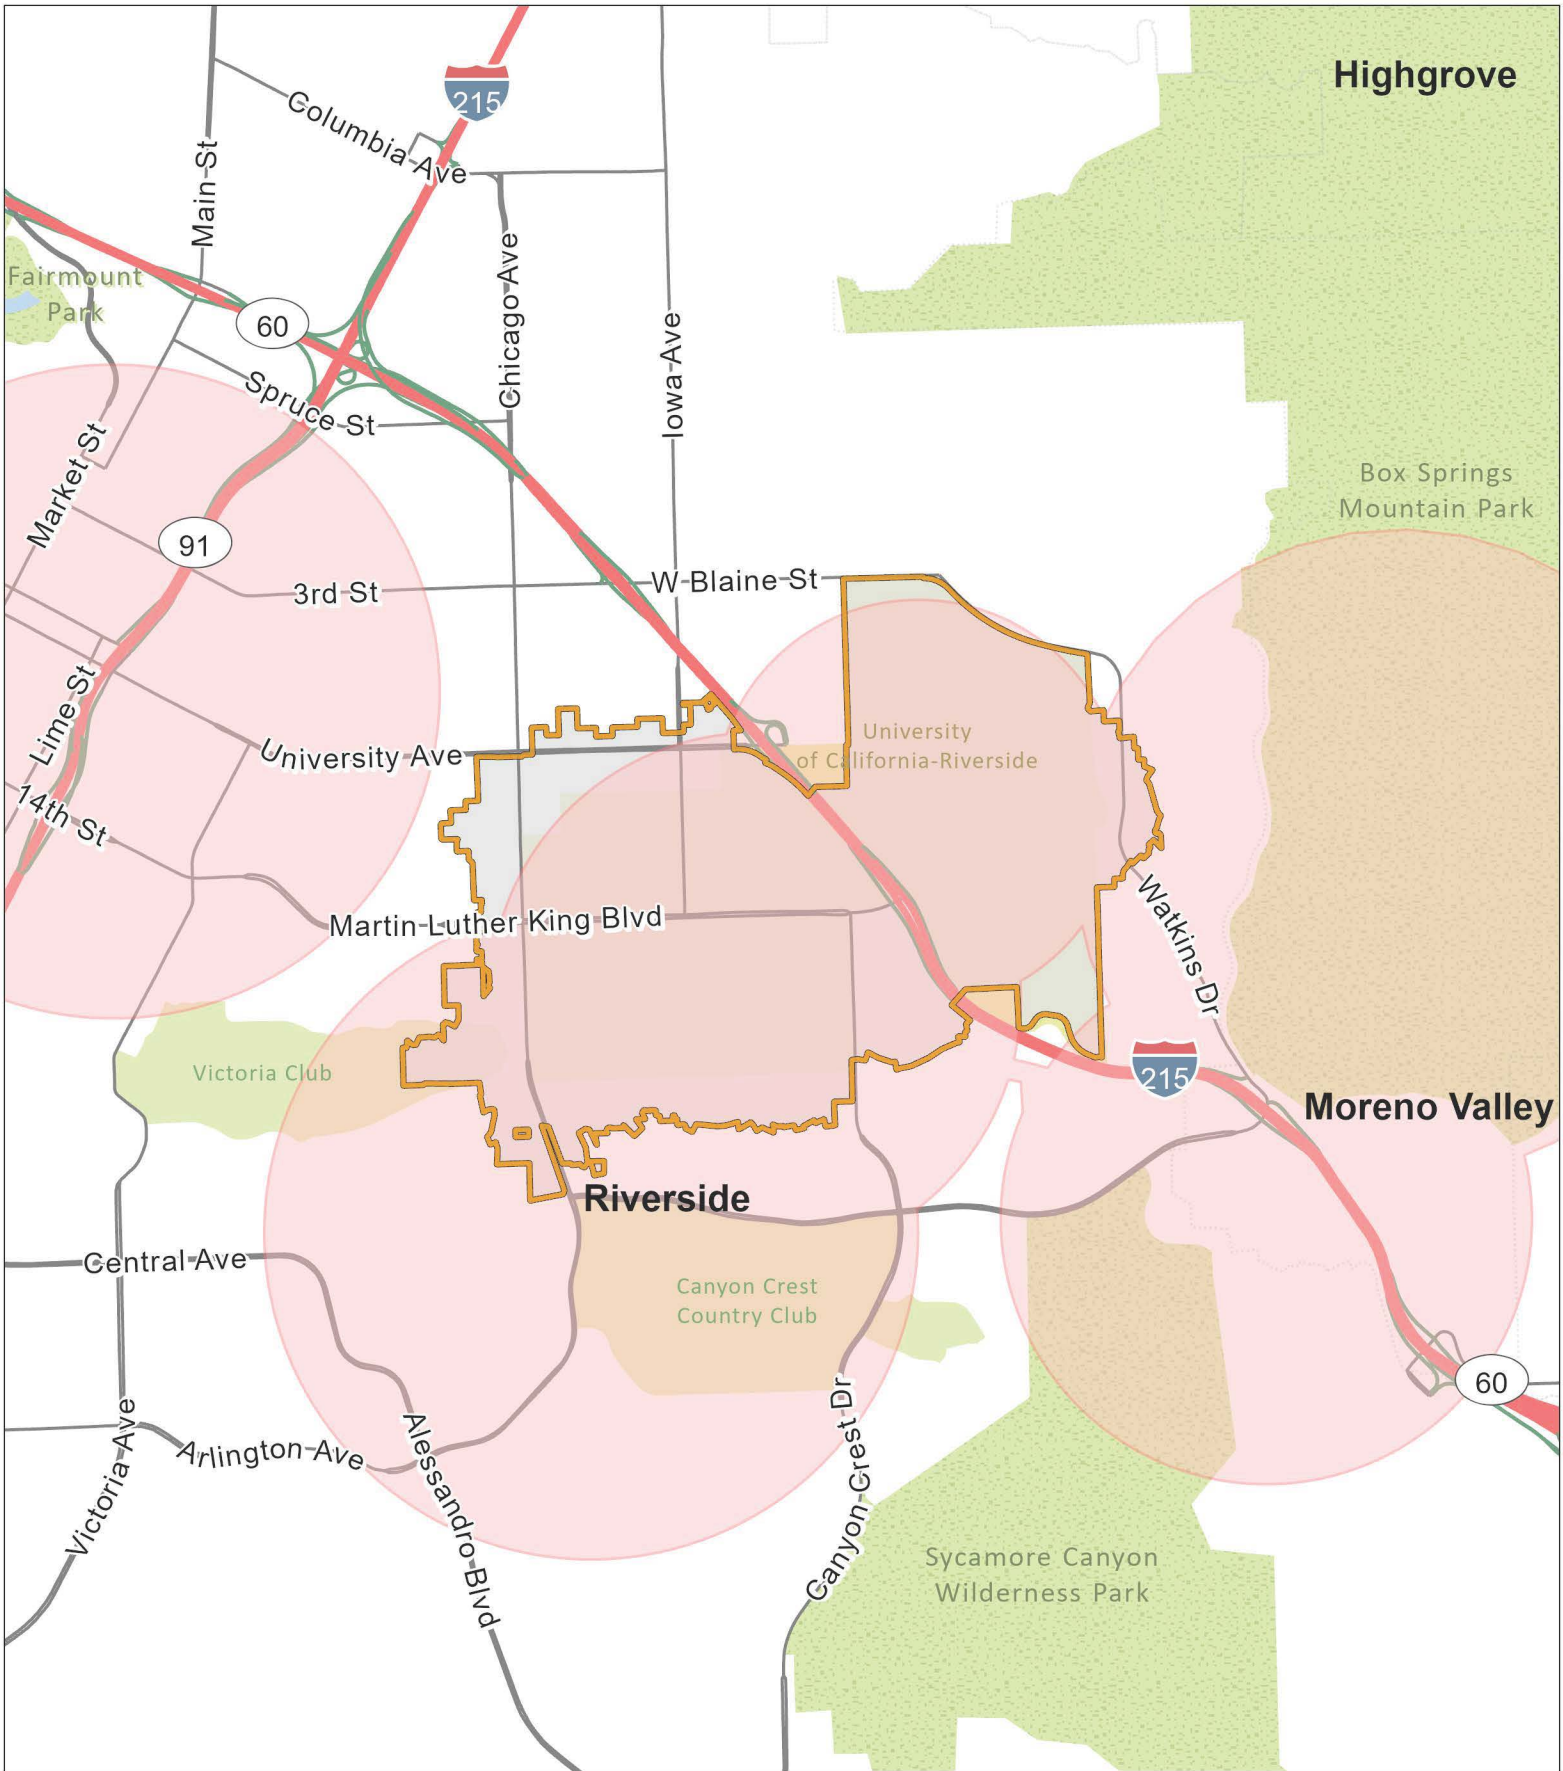 Highgrove
215
Columbia Ave
Main St
Chicago Ave
Iowa Ave
Fairmount
Park
60
Spruce St
Market St
Box Springs
Mountain Park
91
3rd St
W Blaine St
Lime St
University Ave
University
of California-Riverside
14th St
Martin Luther King Blvd
Watkins Dr
Victoria Club
215
Moreno Valley
Riverside
Central Ave
Canyon Crest
Country Club
60
Victoria Ave
Arlington Ave
Alessandro Blvd
Canyon Crest Dr
Sycamore Canyon
Wilderness Park